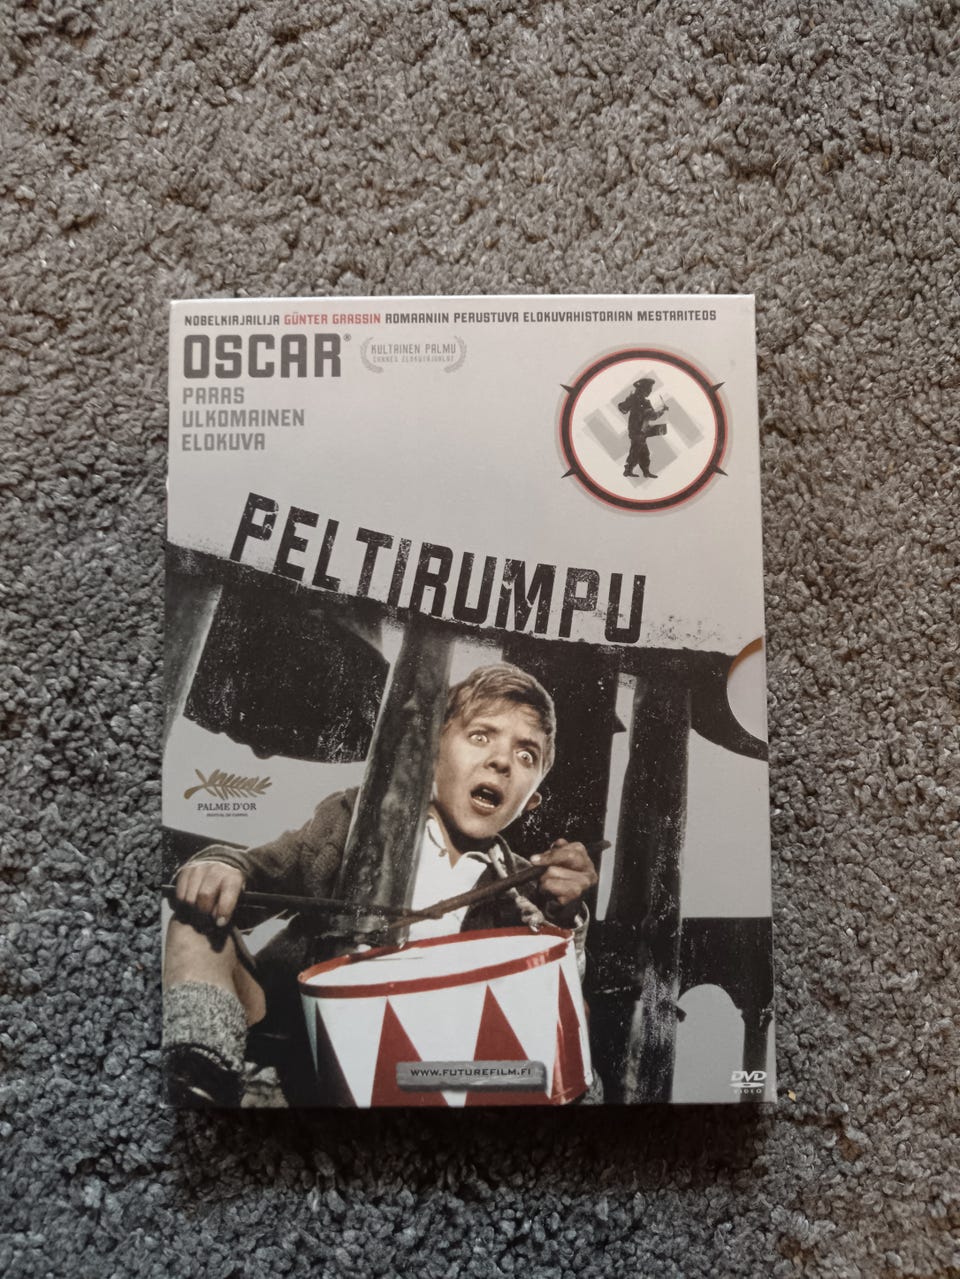 NOBELKIRJAILIJA GÜNTER GRASSIN ROMAANIIN PERUSTUVA ELOKUVAHISTORIAN MESTARITEOS
OSCAR®
KULTAINEN PALMU
CANNES ELOKUVAJUHLAT
PARAS
ULKOMAINEN
ELOKUVA
PELTIRUMPU
PALME D'OR
FESTIVAL DE CANNES
WWW.FUTUREFILM.FI
DVD
VIDEO